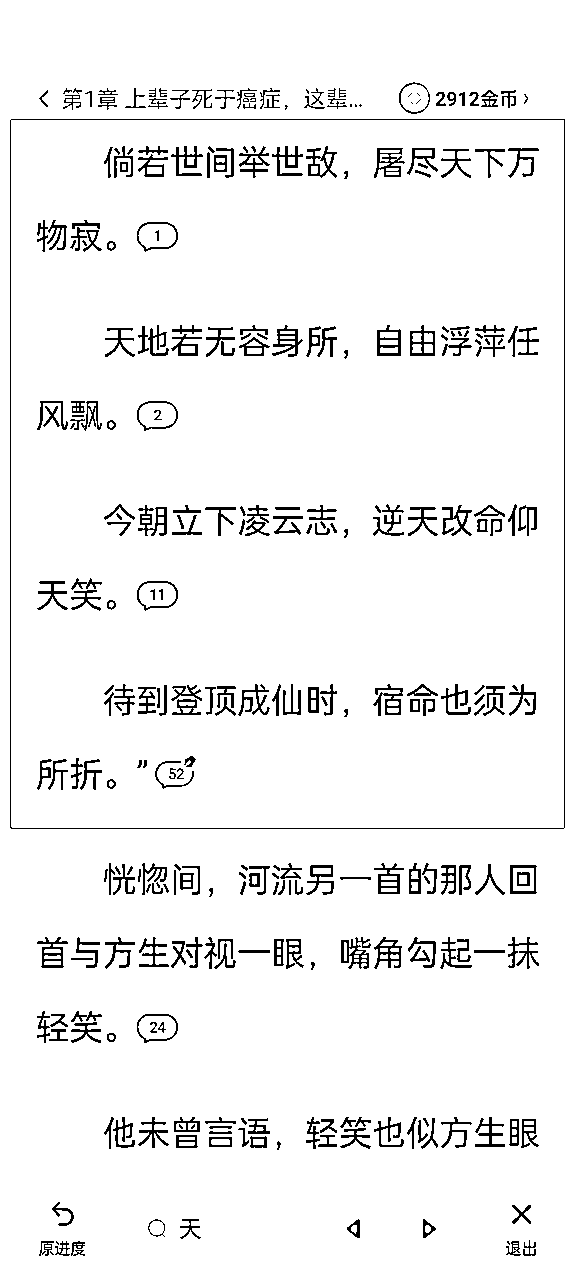 第1章 上辈子死于癌症，这辈... 2912金币
倘若世间举世敌，屠尽天下万
物寂。 1
天地若无容身所，自由浮萍任
风飘。 2
今朝立下凌云志，逆天改命仰
天笑。 11
待到登顶成仙时，宿命也须为
所折。” 52
恍惚间，河流另一首的那人回
首与方生对视一眼，嘴角勾起一抹
轻笑。 24
他未曾言语，轻笑也似方生眼
原进度 天 退出